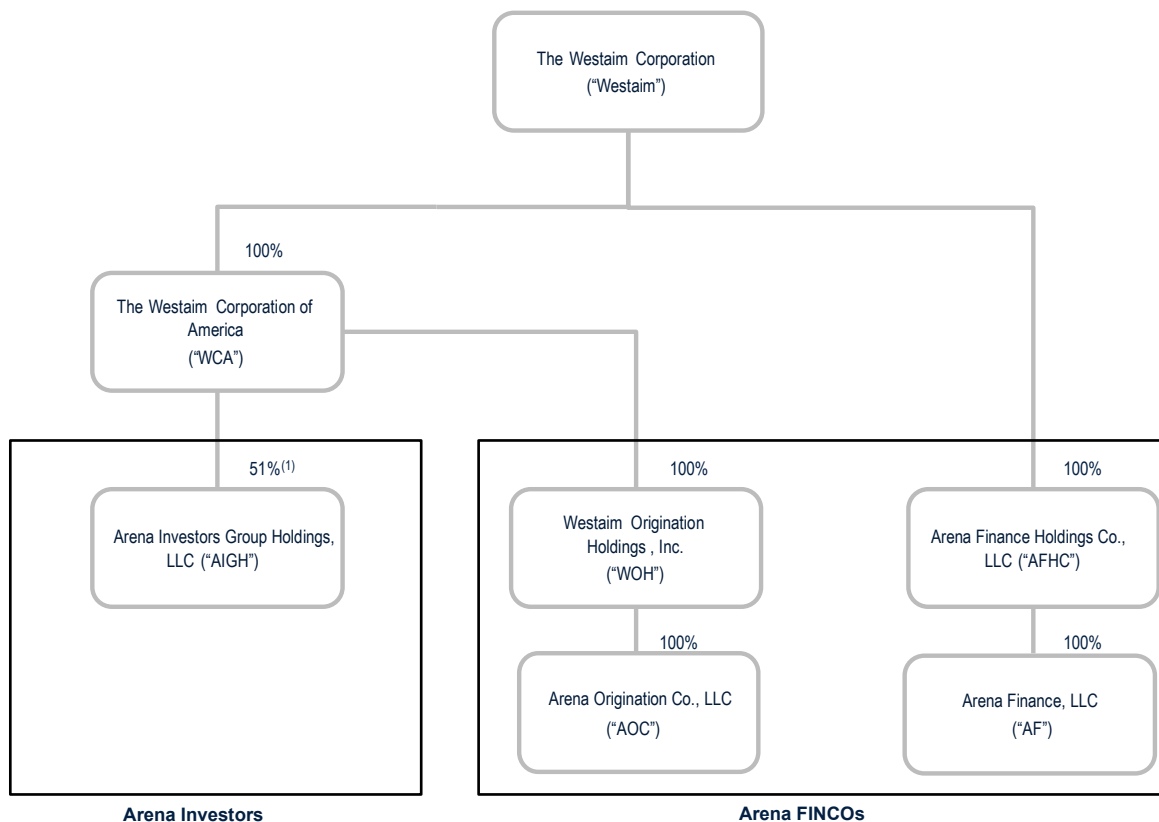 The Westaim Corporation
(“Westaim”)
100%
The Westaim Corporation of
America
(“WCA”)
51%(1)
100%
100%
Arena Investors Group Holdings,
LLC (“AIGH”)
Westaim Origination
Holdings , Inc.
(“WOH”)
Arena Finance Holdings Co.,
LLC (“AFHC”)
100%
100%
Arena Origination Co., LLC
(“AOC”)
Arena Finance, LLC
(“AF”)
Arena Investors
Arena FINCOs